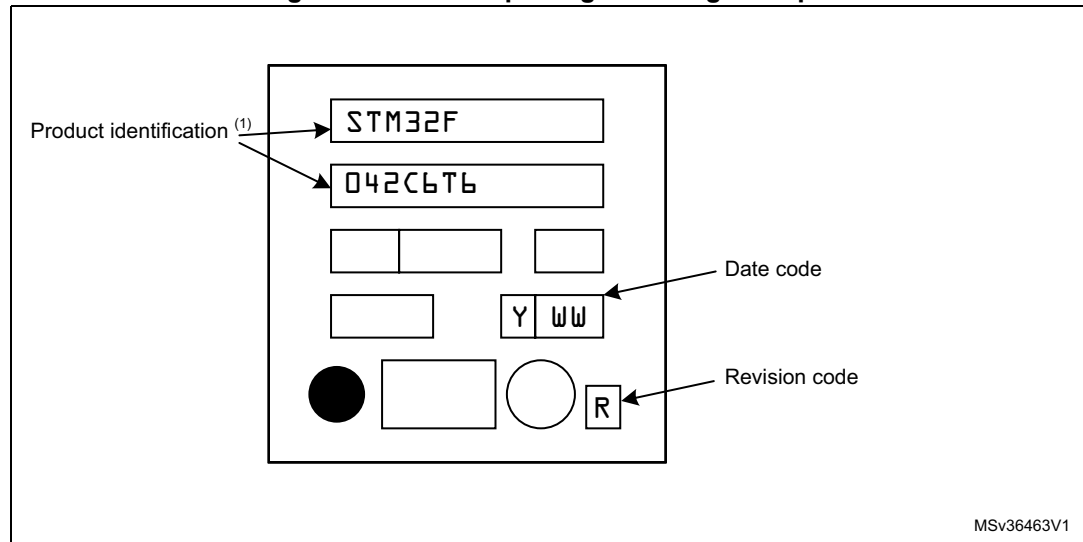 Product identification (1)
STM32F
042C6T6
Date code
Y WW
Revision code
R
MSv36463V1